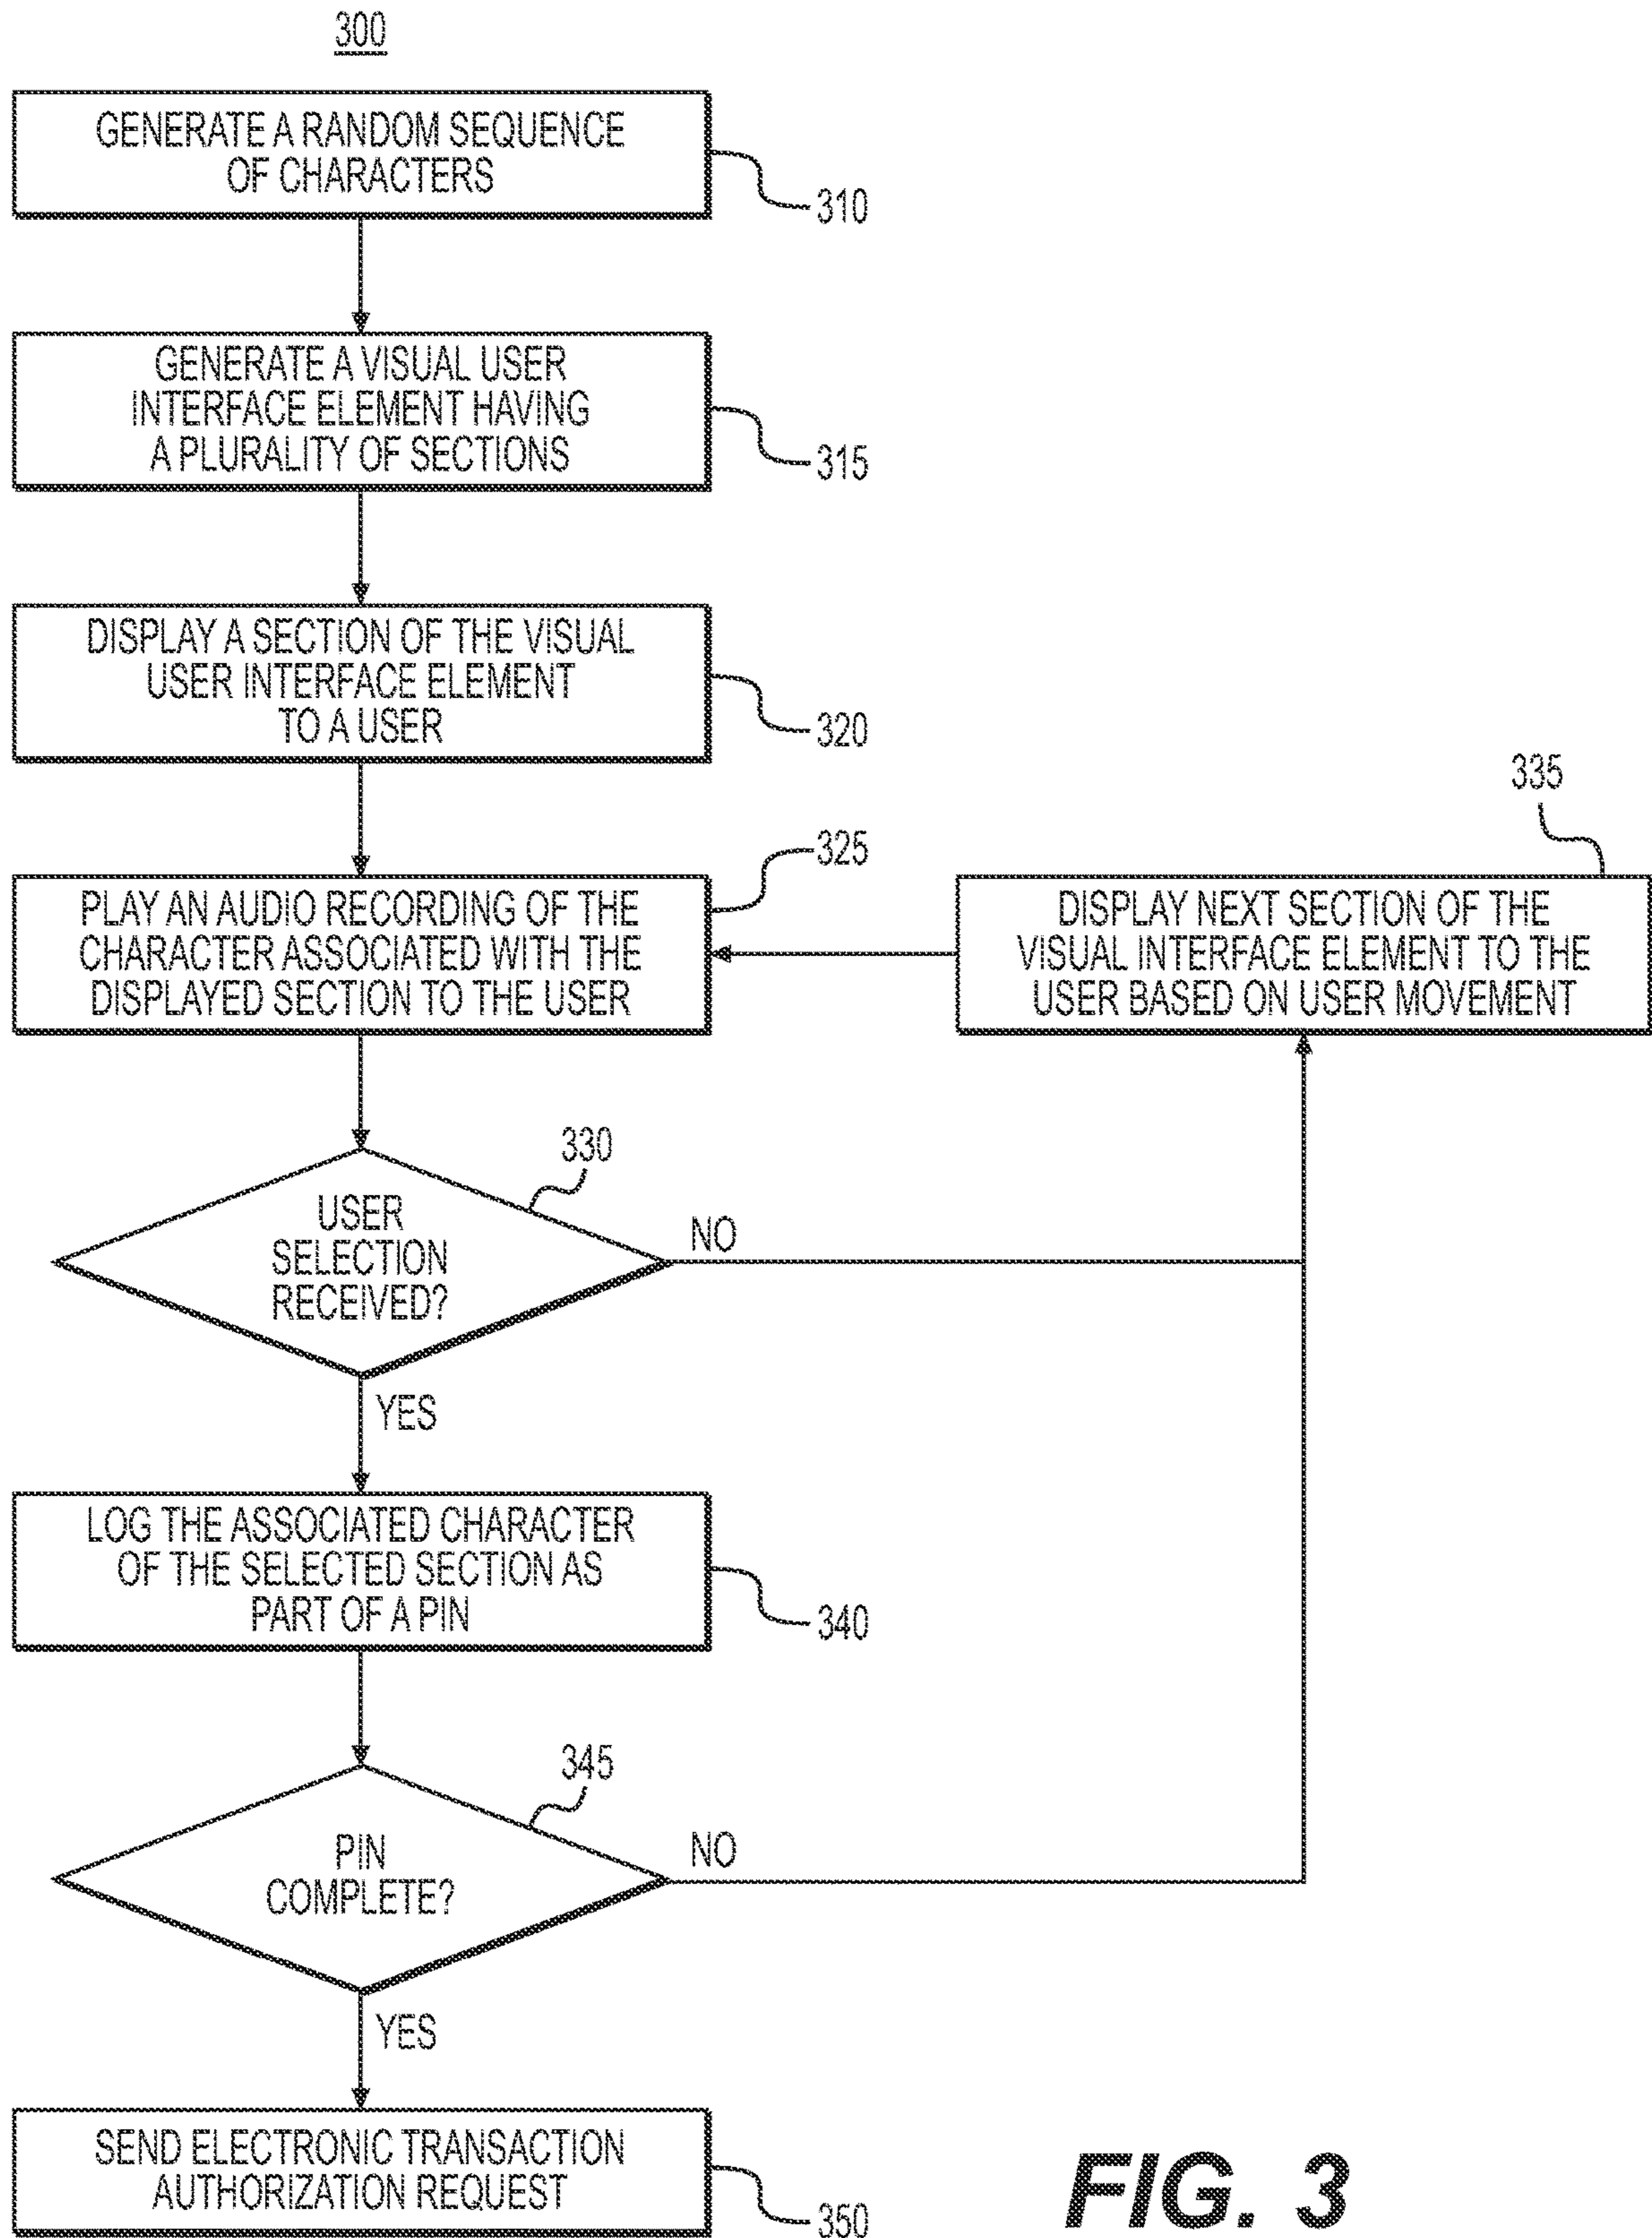 300
GENERATE A RANDOM SEQUENCE
OF CHARACTERS
310
GENERATE A VISUAL USER
INTERFACE ELEMENT HAVING
A PLURALITY OF SECTIONS
315
DISPLAY A SECTION OF THE VISUAL
USER INTERFACE ELEMENT
TO A USER
320
335
325
PLAY AN AUDIO RECORDING OF THE
CHARACTER ASSOCIATED WITH THE
DISPLAYED SECTION TO THE USER
DISPLAY NEXT SECTION OF THE
VISUAL INTERFACE ELEMENT TO THE
USER BASED ON USER MOVEMENT
330
USER
SELECTION
RECEIVED?
NO
YES
LOG THE ASSOCIATED CHARACTER
OF THE SELECTED SECTION AS
PART OF A PIN
340
345
PIN
COMPLETE?
NO
YES
SEND ELECTRONIC TRANSACTION
AUTHORIZATION REQUEST
350
FIG. 3